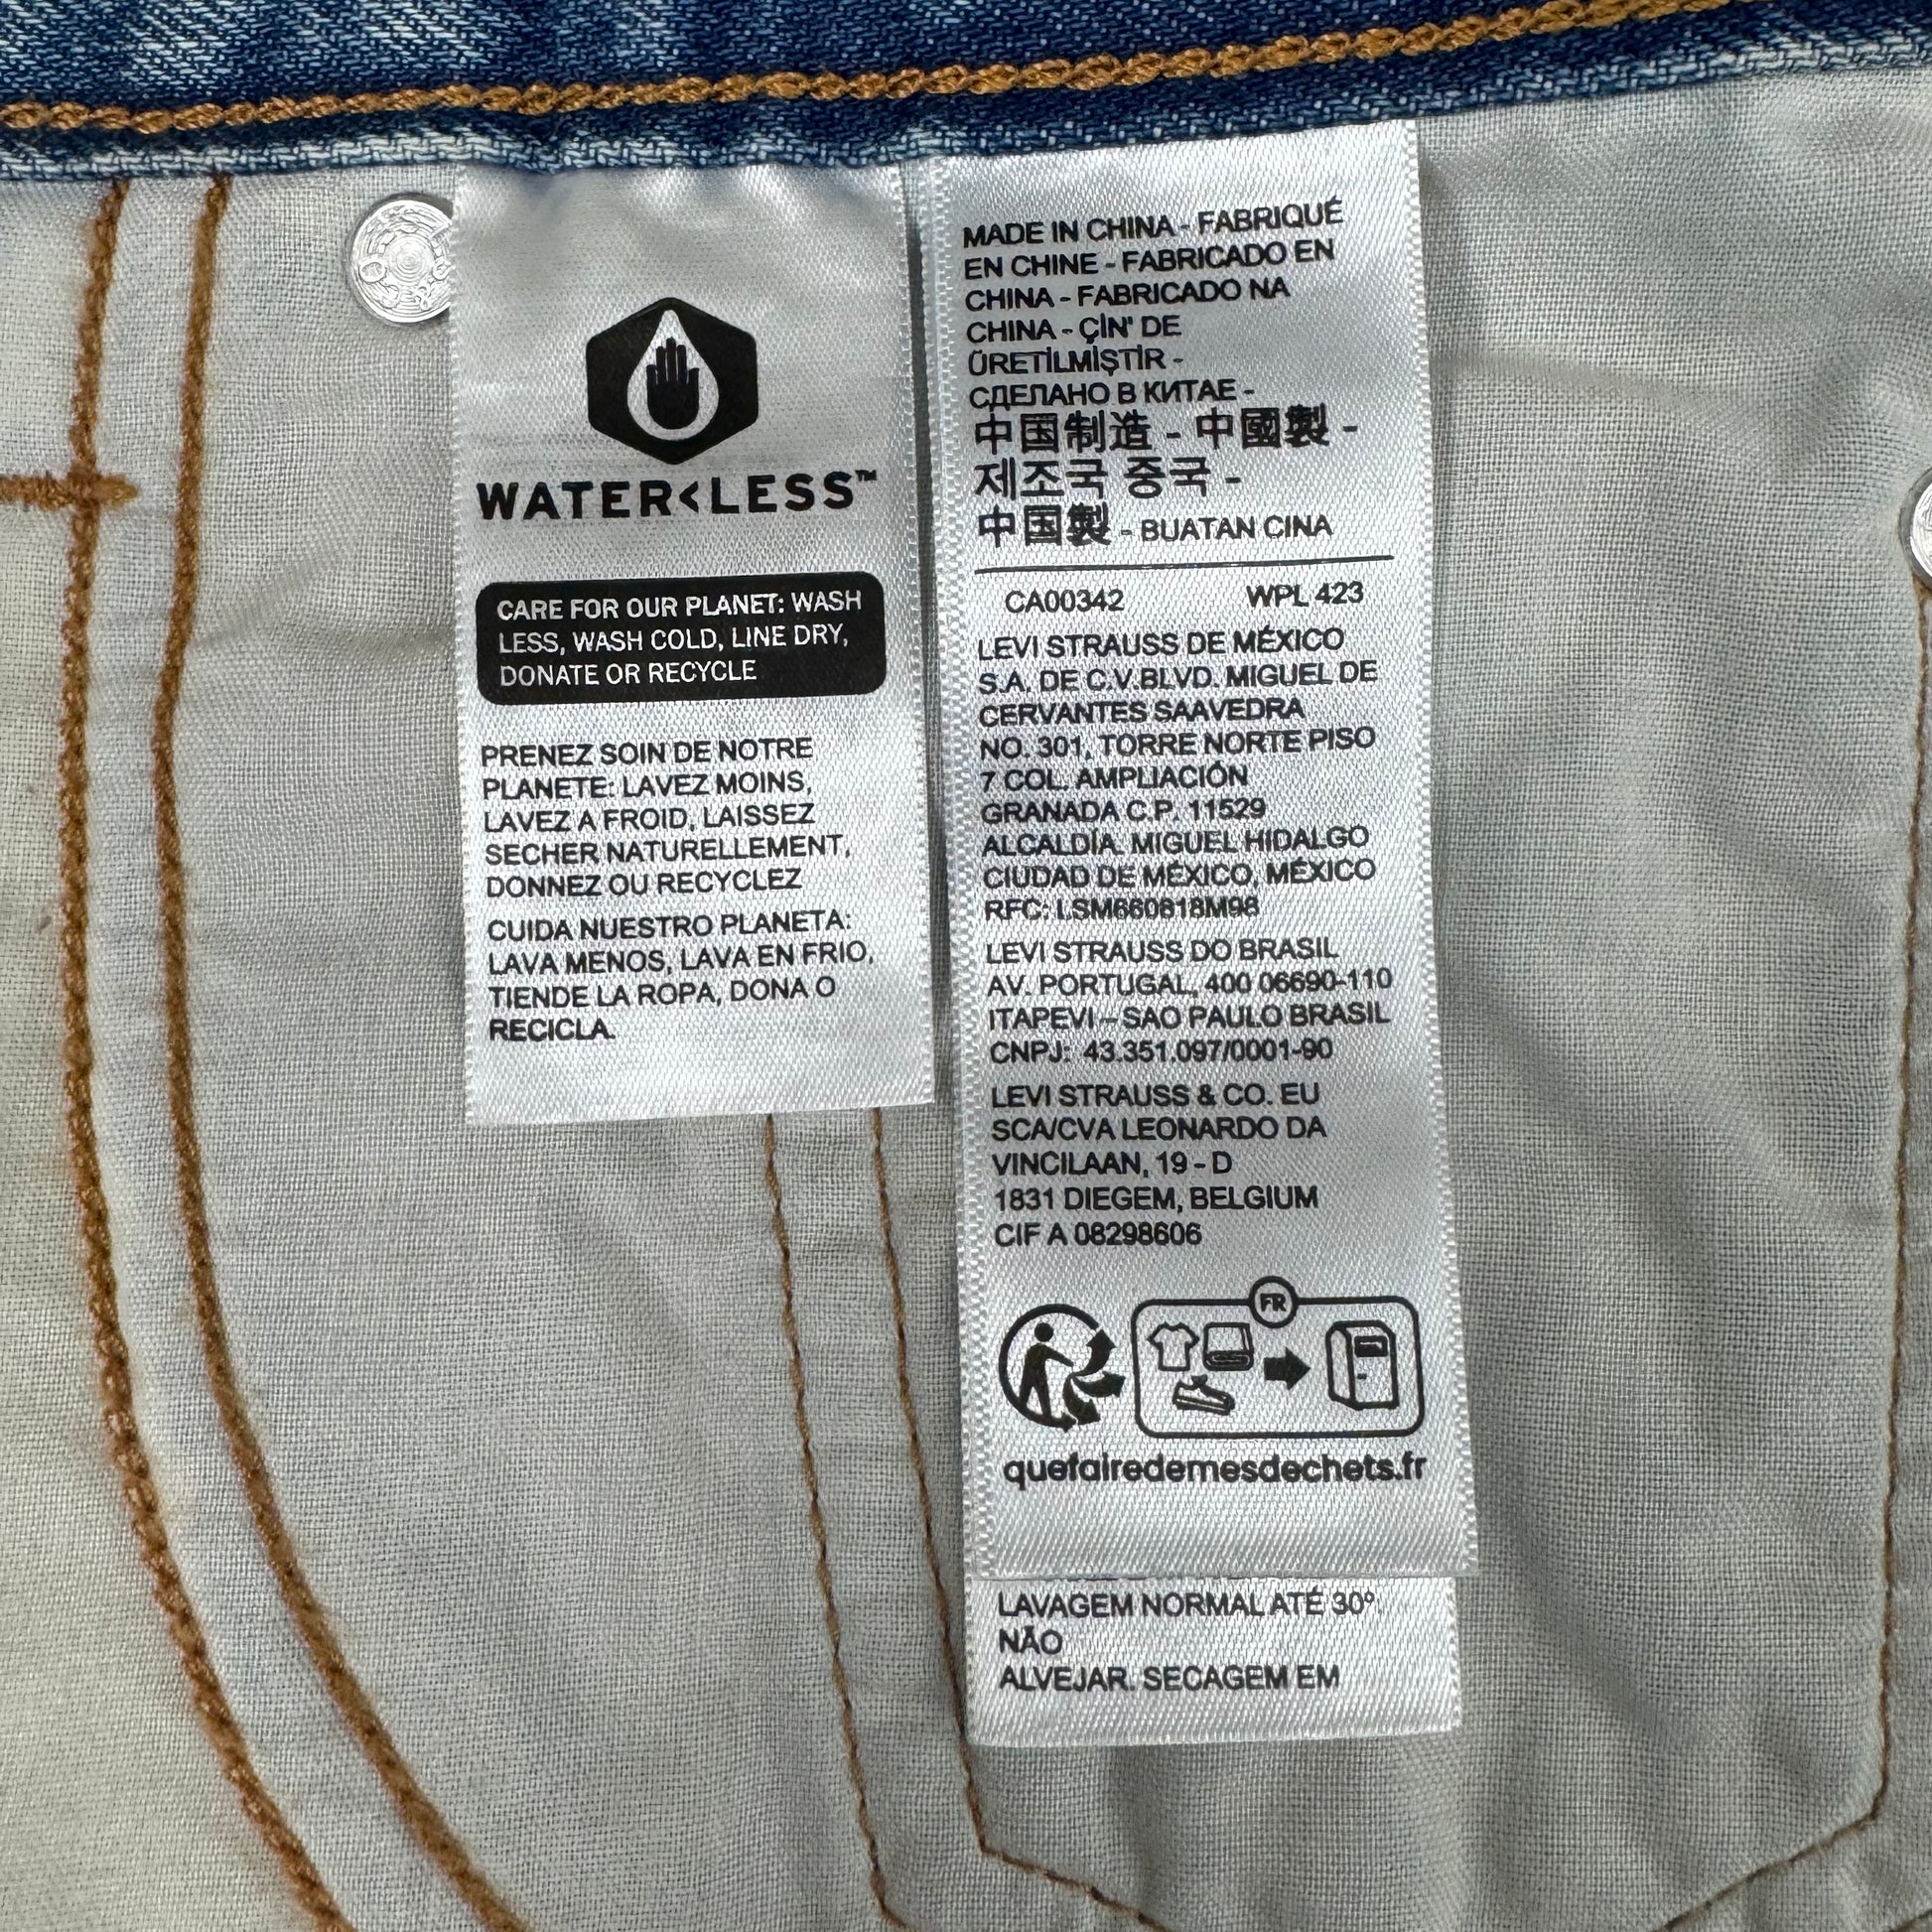 WATER<LESS™
CARE FOR OUR PLANET: WASH
LESS, WASH COLD, LINE DRY,
DONATE OR RECYCLE
PRENEZ SOIN DE NOTRE
PLANETE: LAVEZ MOINS,
LAVEZ A FROID, LAISSEZ
SECHER NATURELLEMENT,
DONNEZ OU RECYCLEZ
CUIDA NUESTRO PLANETA:
LAVA MENOS, LAVA EN FRIO,
TIENDE LA ROPA, DONA O
RECICLA.
MADE IN CHINA - FABRIQUÉ
EN CHINE - FABRICADO EN
CHINA - FABRICADO NA
CHINA - ÇİN' DE
ÜRETİLMİŞTİR -
СДЕЛАНО В КИТАЕ -
中国制造 - 中國製 -
제조국 중국 -
中国製 - BUATAN CINA
CA00342 WPL 423
LEVI STRAUSS DE MÉXICO
S.A. DE C.V.BLVD. MIGUEL DE
CERVANTES SAAVEDRA
NO. 301, TORRE NORTE PISO
7 COL. AMPLIACIÓN
GRANADA C.P. 11529
ALCALDÍA. MIGUEL HIDALGO
CIUDAD DE MÉXICO, MÉXICO
RFC: LSM660818M98
LEVI STRAUSS DO BRASIL
AV. PORTUGAL, 400 06690-110
ITAPEVI – SAO PAULO BRASIL
CNPJ: 43.351.097/0001-90
LEVI STRAUSS & CO. EU
SCA/CVA LEONARDO DA
VINCILAAN, 19 - D
1831 DIEGEM, BELGIUM
CIF A 08298606
FR
quefairedemesdechets.fr
LAVAGEM NORMAL ATÉ 30º.
NÃO
ALVEJAR. SECAGEM EM